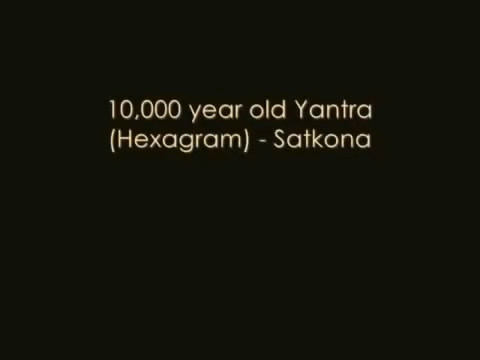 10,000 year old Yantra
(Hexagram) - Satkona